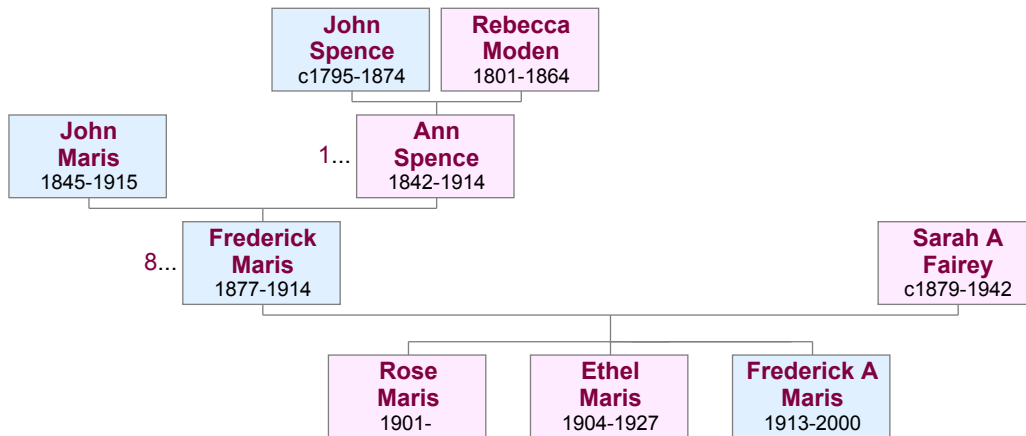 John
Spence
c1795-1874
Rebecca
Moden
1801-1864
John
Maris
1845-1915
1...
Ann
Spence
1842-1914
8...
Frederick
Maris
1877-1914
Sarah A
Fairey
c1879-1942
Rose
Maris
1901-
Ethel
Maris
1904-1927
Frederick A
Maris
1913-2000